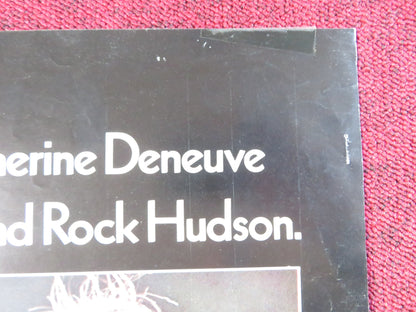 herine Deneuve
nd Rock Hudson.